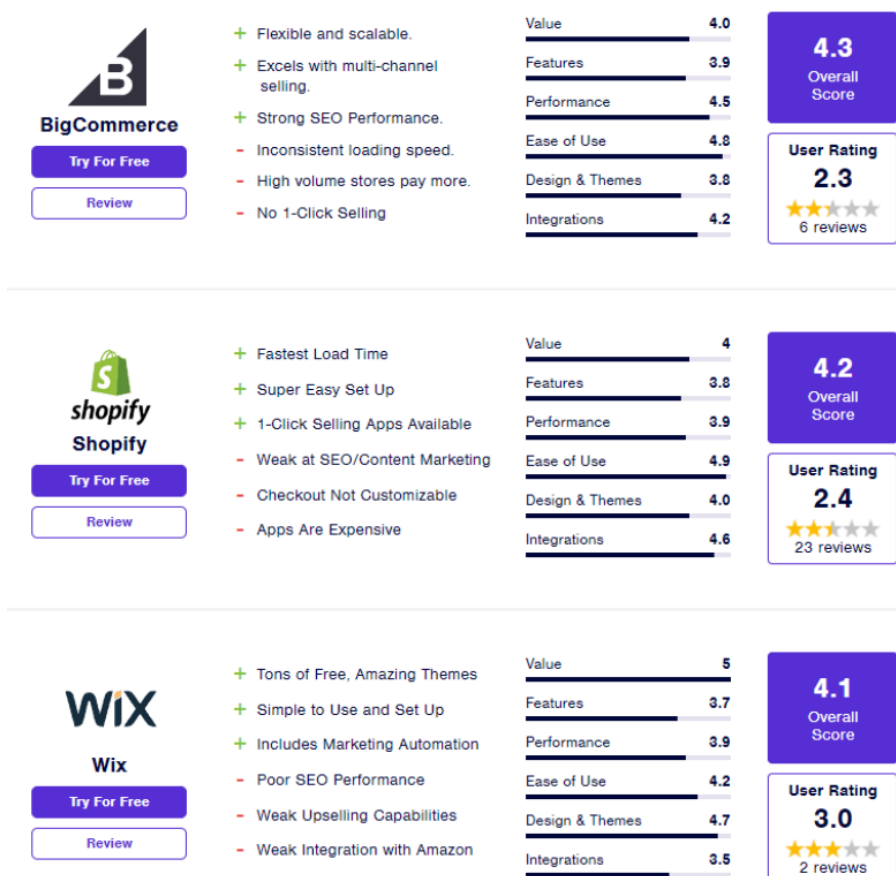 B
BigCommerce
Try For Free
Review
+ Flexible and scalable.
+ Excels with multi-channel
selling.
+ Strong SEO Performance.
- Inconsistent loading speed.
- High volume stores pay more.
- No 1-Click Selling
Value 4.0
Features 3.9
Performance 4.5
Ease of Use 4.8
Design & Themes 3.8
Integrations 4.2
4.3
Overall
Score
User Rating
2.3
6 reviews
S
shopify
Shopify
Try For Free
Review
+ Fastest Load Time
+ Super Easy Set Up
+ 1-Click Selling Apps Available
- Weak at SEO/Content Marketing
- Checkout Not Customizable
- Apps Are Expensive
Value 4
Features 3.8
Performance 3.9
Ease of Use 4.9
Design & Themes 4.0
Integrations 4.6
4.2
Overall
Score
User Rating
2.4
23 reviews
WiX
Wix
Try For Free
Review
+ Tons of Free, Amazing Themes
+ Simple to Use and Set Up
+ Includes Marketing Automation
- Poor SEO Performance
- Weak Upselling Capabilities
- Weak Integration with Amazon
Value 5
Features 3.7
Performance 3.9
Ease of Use 4.2
Design & Themes 4.7
Integrations 3.5
4.1
Overall
Score
User Rating
3.0
2 reviews